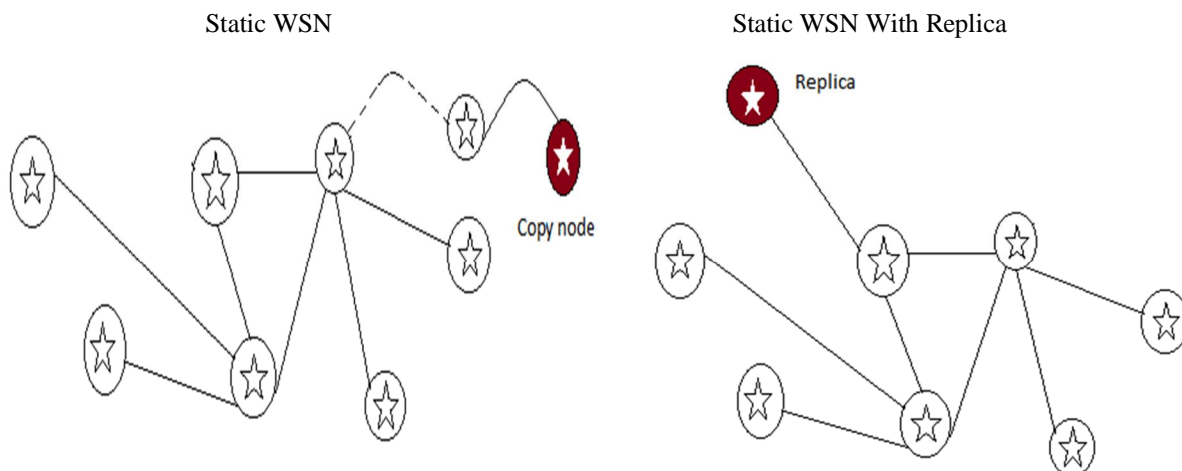 Static WSN
Static WSN With Replica
Replica
Copy node